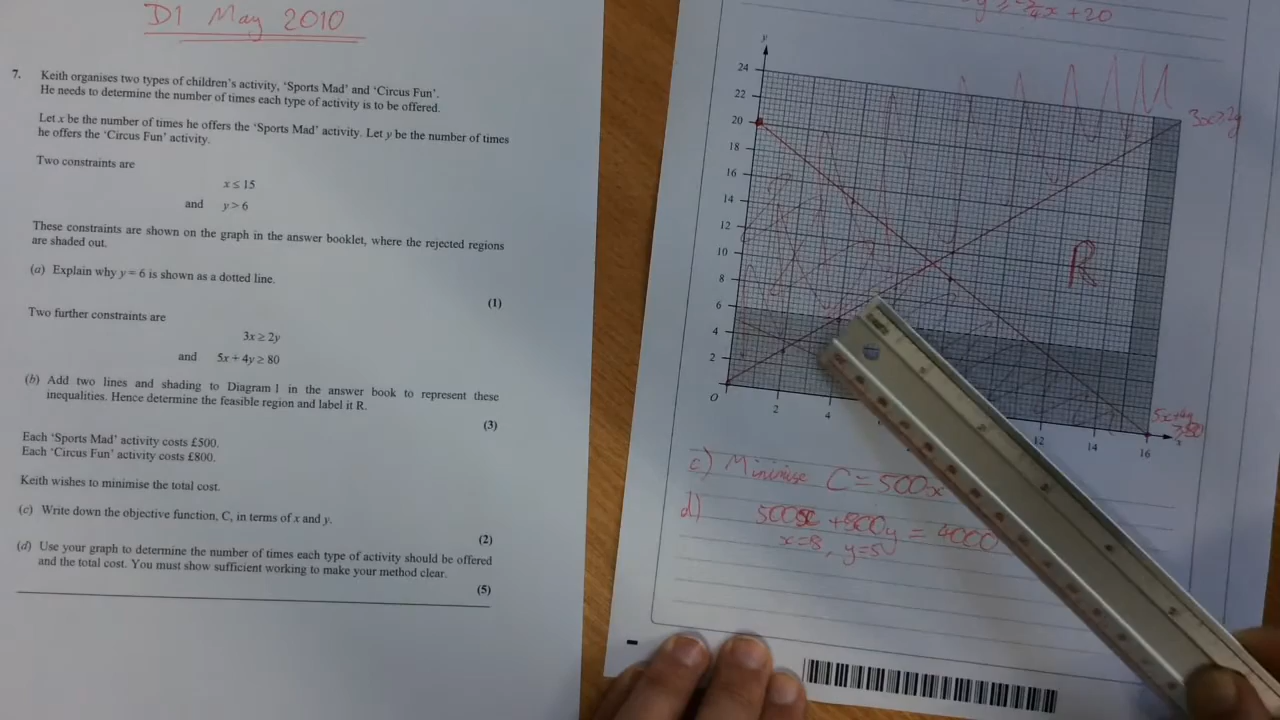 D1 May 2010
7. Keith organises two types of children's activity, 'Sports Mad' and 'Circus Fun'.
He needs to determine the number of times each type of activity is to be offered.
Let x be the number of times he offers the 'Sports Mad' activity. Let y be the number of times
he offers the 'Circus Fun' activity.
Two constraints are
x ≤ 15
and y > 6
These constraints are shown on the graph in the answer booklet, where the rejected regions
are shaded out.
(a) Explain why y = 6 is shown as a dotted line.
(1)
Two further constraints are
3x ≥ 2y
and 5x + 4y ≥ 80
(b) Add two lines and shading to Diagram 1 in the answer book to represent these
inequalities. Hence determine the feasible region and label it R.
(3)
Each 'Sports Mad' activity costs £500.
Each 'Circus Fun' activity costs £800.
Keith wishes to minimise the total cost.
(c) Write down the objective function, C, in terms of x and y.
(2)
(d) Use your graph to determine the number of times each type of activity should be offered
and the total cost. You must show sufficient working to make your method clear.
(5)
x + 20
y
24
22
20
18
16
14
12
10
8
6
4
2
O
2
4
12
14
16
x
3x≥2y
R
5x+4y
≥80
c) Minimise C = 500x
d) 500x + 800y = 4000
x=8, y=5